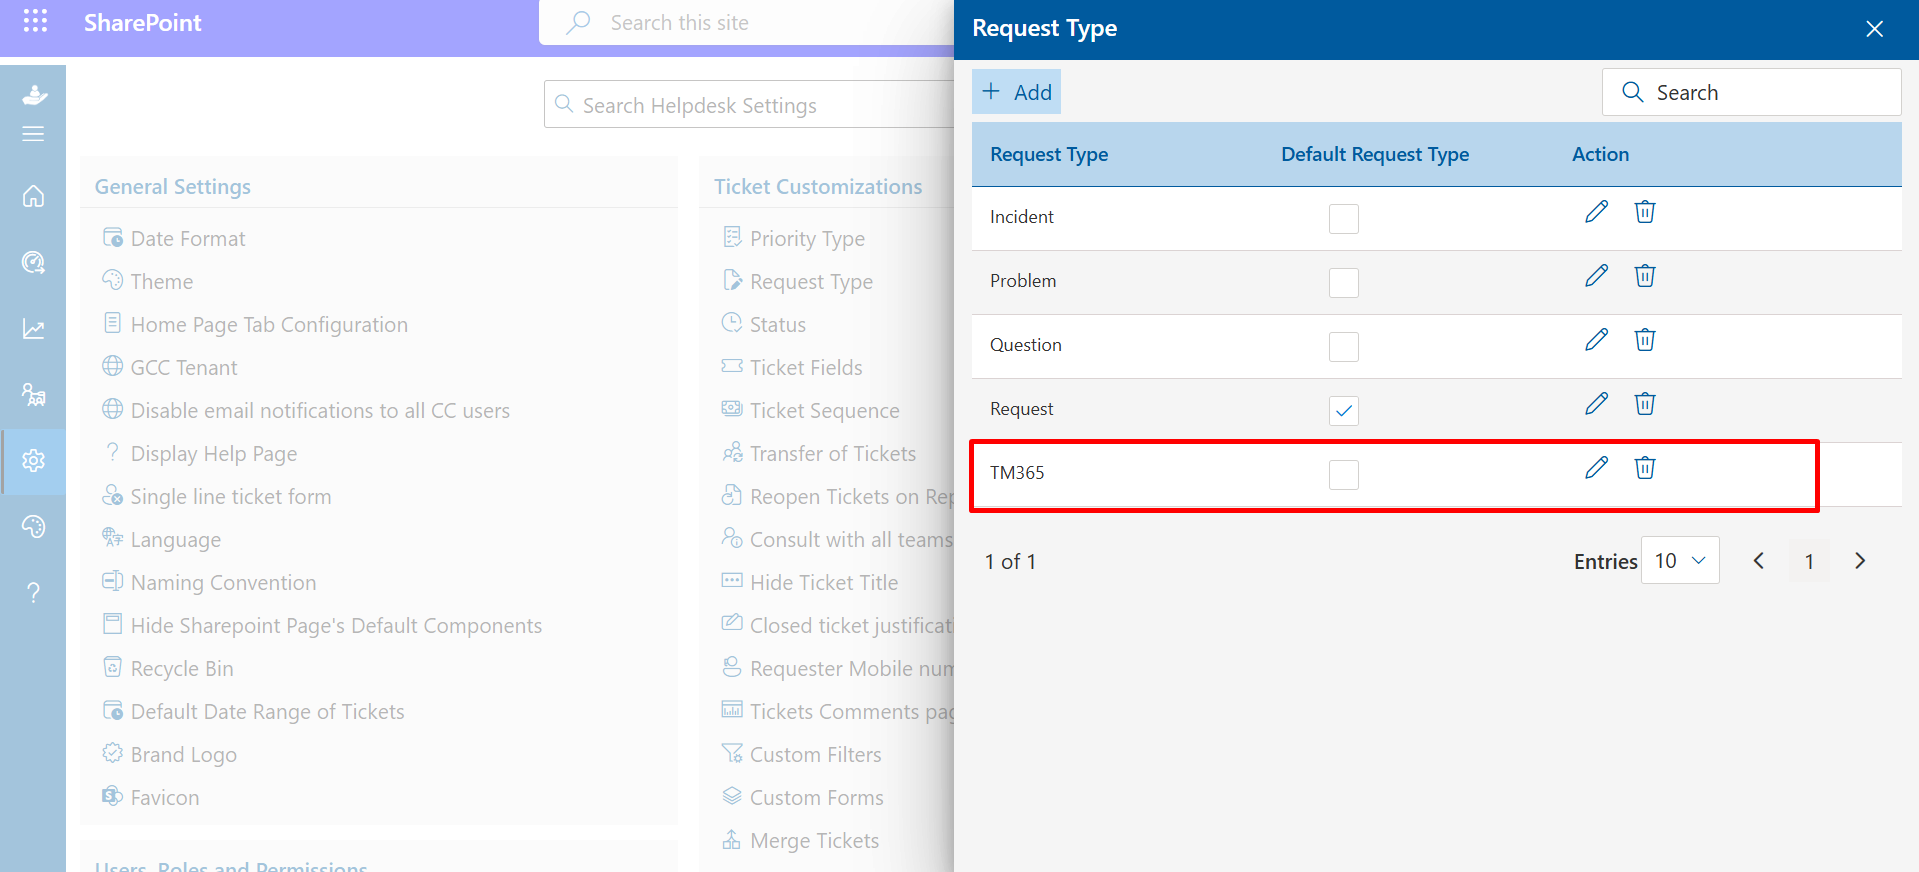 SharePoint
Search this site
Search Helpdesk Settings
General Settings
Date Format
Theme
Home Page Tab Configuration
GCC Tenant
Disable email notifications to all CC users
Display Help Page
Single line ticket form
Language
Naming Convention
Hide Sharepoint Page's Default Components
Recycle Bin
Default Date Range of Tickets
Brand Logo
Favicon
Users, Roles and Permissions
Ticket Customizations
Priority Type
Request Type
Status
Ticket Fields
Ticket Sequence
Transfer of Tickets
Reopen Tickets on Rep
Consult with all teams
Hide Ticket Title
Closed ticket justificati
Requester Mobile num
Tickets Comments pag
Custom Filters
Custom Forms
Merge Tickets
Request Type
Add
Search
Request Type Default Request Type Action
Incident
Problem
Question
Request
TM365
1 of 1 Entries 10 1